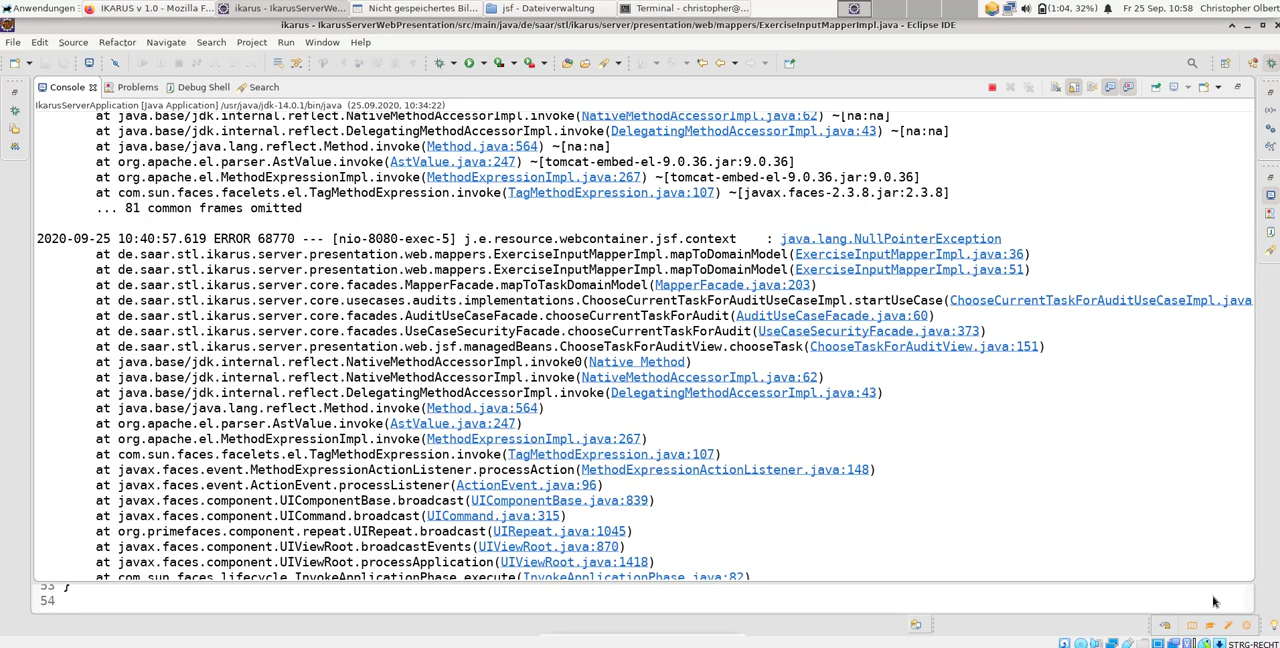 Anwendungen
IKARUS v 1.0 - Mozilla F...
ikarus - IkarusServerWe...
Nicht gespeichertes Bil...
jsf - Dateiverwaltung
Terminal - christopher@...
(1:04, 32%)
Fr 25 Sep, 10:58
Christopher Olbert
ikarus - IkarusServerWebPresentation/src/main/java/de/saar/stl/ikarus/server/presentation/web/mappers/ExerciseInputMapperImpl.java - Eclipse IDE
File Edit Source Refactor Navigate Search Project Run Window Help
Console Problems Debug Shell Search
IkarusServerApplication [Java Application] /usr/java/jdk-14.0.1/bin/java (25.09.2020, 10:34:22)
at java.base/jdk.internal.reflect.NativeMethodAccessorImpl.invoke(NativeMethodAccessorImpl.java:62) ~[na:na]
at java.base/jdk.internal.reflect.DelegatingMethodAccessorImpl.invoke(DelegatingMethodAccessorImpl.java:43) ~[na:na]
at java.base/java.lang.reflect.Method.invoke(Method.java:564) ~[na:na]
at org.apache.el.parser.AstValue.invoke(AstValue.java:247) ~[tomcat-embed-el-9.0.36.jar:9.0.36]
at org.apache.el.MethodExpressionImpl.invoke(MethodExpressionImpl.java:267) ~[tomcat-embed-el-9.0.36.jar:9.0.36]
at com.sun.faces.facelets.el.TagMethodExpression.invoke(TagMethodExpression.java:107) ~[javax.faces-2.3.8.jar:2.3.8]
... 81 common frames omitted
2020-09-25 10:40:57.619 ERROR 68770 --- [nio-8080-exec-5] j.e.resource.webcontainer.jsf.context : java.lang.NullPointerException
at de.saar.stl.ikarus.server.presentation.web.mappers.ExerciseInputMapperImpl.mapToDomainModel(ExerciseInputMapperImpl.java:36)
at de.saar.stl.ikarus.server.presentation.web.mappers.ExerciseInputMapperImpl.mapToDomainModel(ExerciseInputMapperImpl.java:51)
at de.saar.stl.ikarus.server.core.facades.MapperFacade.mapToTaskDomainModel(MapperFacade.java:203)
at de.saar.stl.ikarus.server.core.usecases.audits.implementations.ChooseCurrentTaskForAuditUseCaseImpl.startUseCase(ChooseCurrentTaskForAuditUseCaseImpl.java
at de.saar.stl.ikarus.server.core.facades.AuditUseCaseFacade.chooseCurrentTaskForAudit(AuditUseCaseFacade.java:60)
at de.saar.stl.ikarus.server.core.facades.UseCaseSecurityFacade.chooseCurrentTaskForAudit(UseCaseSecurityFacade.java:373)
at de.saar.stl.ikarus.server.presentation.web.jsf.managedBeans.ChooseTaskForAuditView.chooseTask(ChooseTaskForAuditView.java:151)
at java.base/jdk.internal.reflect.NativeMethodAccessorImpl.invoke0(Native Method)
at java.base/jdk.internal.reflect.NativeMethodAccessorImpl.invoke(NativeMethodAccessorImpl.java:62)
at java.base/jdk.internal.reflect.DelegatingMethodAccessorImpl.invoke(DelegatingMethodAccessorImpl.java:43)
at java.base/java.lang.reflect.Method.invoke(Method.java:564)
at org.apache.el.parser.AstValue.invoke(AstValue.java:247)
at org.apache.el.MethodExpressionImpl.invoke(MethodExpressionImpl.java:267)
at com.sun.faces.facelets.el.TagMethodExpression.invoke(TagMethodExpression.java:107)
at javax.faces.event.MethodExpressionActionListener.processAction(MethodExpressionActionListener.java:148)
at javax.faces.event.ActionEvent.processListener(ActionEvent.java:96)
at javax.faces.component.UIComponentBase.broadcast(UIComponentBase.java:839)
at javax.faces.component.UICommand.broadcast(UICommand.java:315)
at org.primefaces.component.repeat.UIRepeat.broadcast(UIRepeat.java:1045)
at javax.faces.component.UIViewRoot.broadcastEvents(UIViewRoot.java:870)
at javax.faces.component.UIViewRoot.processApplication(UIViewRoot.java:1418)
at com.sun.faces.lifecycle.InvokeApplicationPhase.execute(InvokeApplicationPhase.java:82)
53 }
54
STRG-RECHT